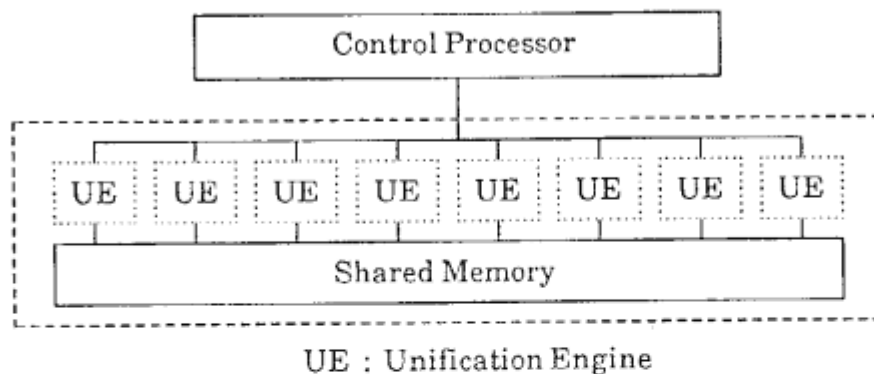 Control Processor
UE UE UE UE UE UE UE UE
Shared Memory
UE : Unification Engine